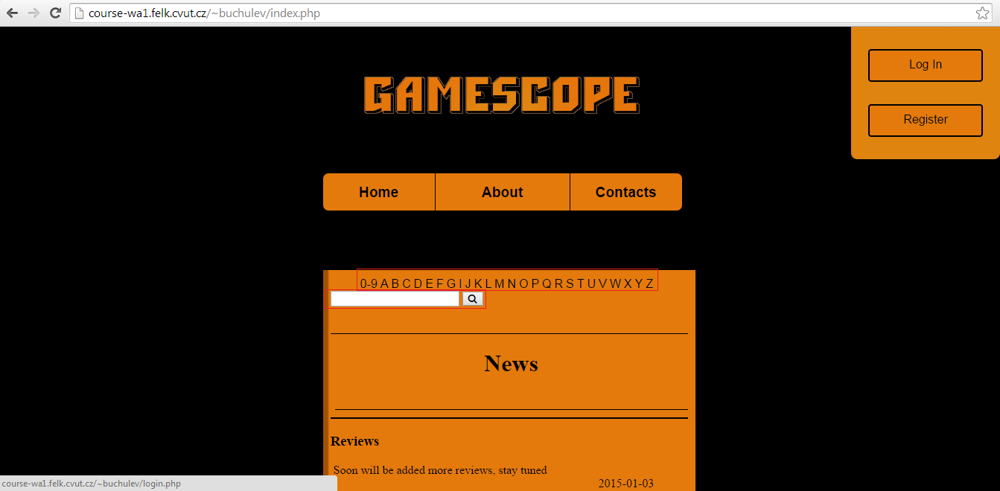 course-wa1.felk.cvut.cz/~buchulev/index.php
Log In
GAMESCOPE
Register
Home About Contacts
0-9 A B C D E F G I J K L M N O P Q R S T U V W X Y Z
News
Reviews
Soon will be added more reviews, stay tuned
2015-01-03
course-wa1.felk.cvut.cz/~buchulev/login.php